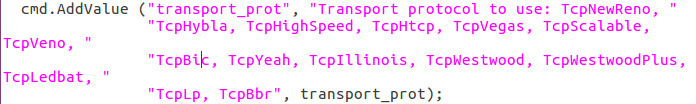 cmd.AddValue ("transport_prot", "Transport protocol to use: TcpNewReno, "
"TcpHybla, TcpHighSpeed, TcpHtcp, TcpVegas, TcpScalable,
TcpVeno, "
"TcpBic, TcpYeah, TcpIllinois, TcpWestwood, TcpWestwoodPlus,
TcpLedbat, "
"TcpLp, TcpBbr", transport_prot);